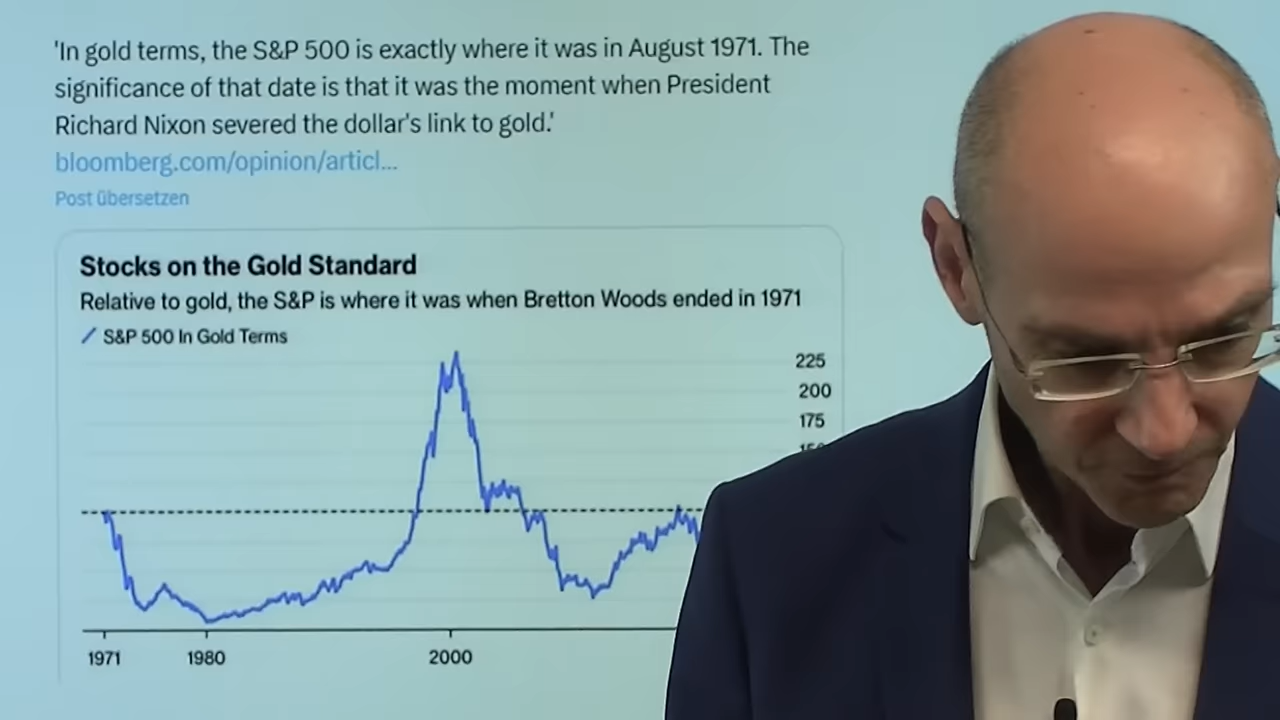 'In gold terms, the S&P 500 is exactly where it was in August 1971. The
significance of that date is that it was the moment when President
Richard Nixon severed the dollar's link to gold.'
bloomberg.com/opinion/articl...
Post übersetzen
Stocks on the Gold Standard
Relative to gold, the S&P is where it was when Bretton Woods ended in 1971
S&P 500 In Gold Terms
225
200
175
1971
1980
2000